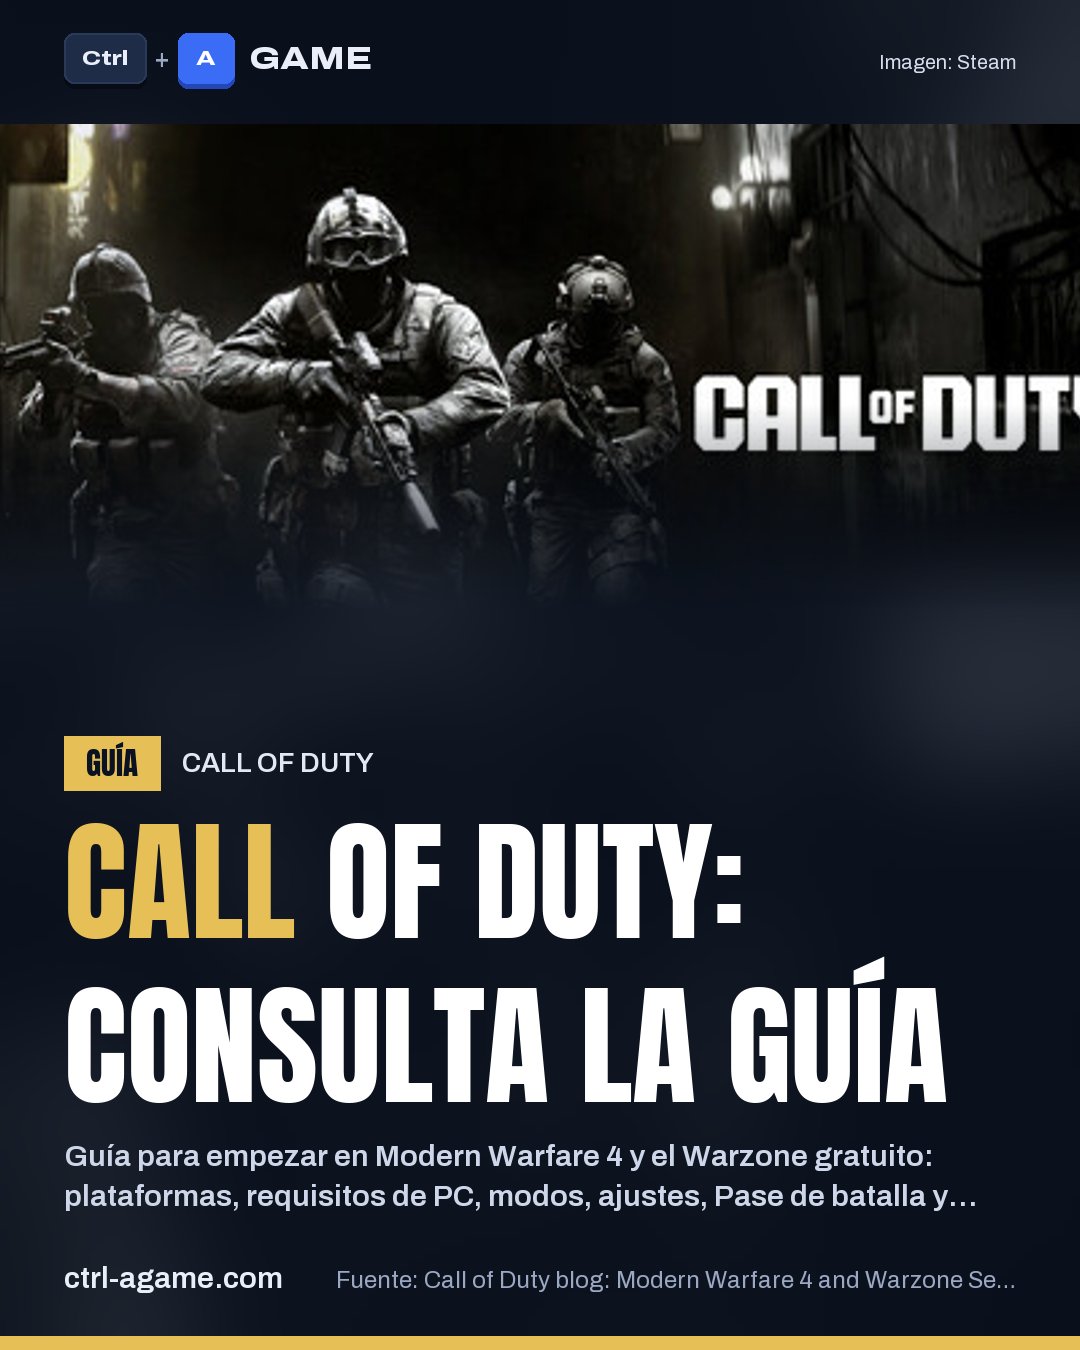 Ctrl + A GAME
Imagen: Steam
CALL OF DUTY
GUÍA CALL OF DUTY
CALL OF DUTY:
CONSULTA LA GUÍA
Guía para empezar en Modern Warfare 4 y el Warzone gratuito:
plataformas, requisitos de PC, modos, ajustes, Pase de batalla y...
ctrl-agame.com
Fuente: Call of Duty blog: Modern Warfare 4 and Warzone Se...